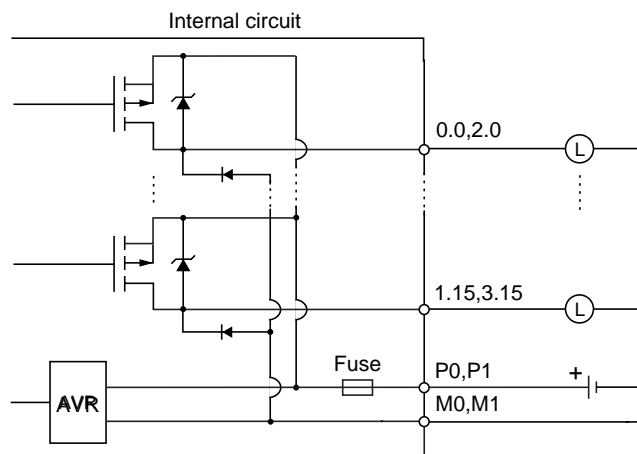 Internal circuit
0.0,2.0
L
1.15,3.15
L
Fuse
P0,P1
+
AVR
M0,M1